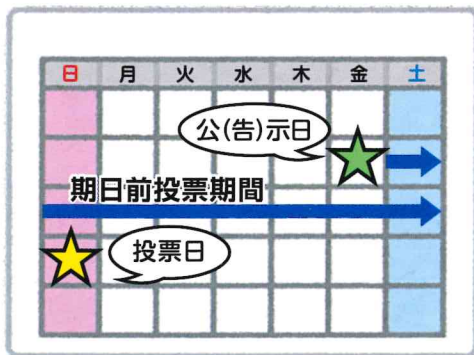 日 月 火 水 木 金 土
公(告)示日
期日前投票期間
投票日